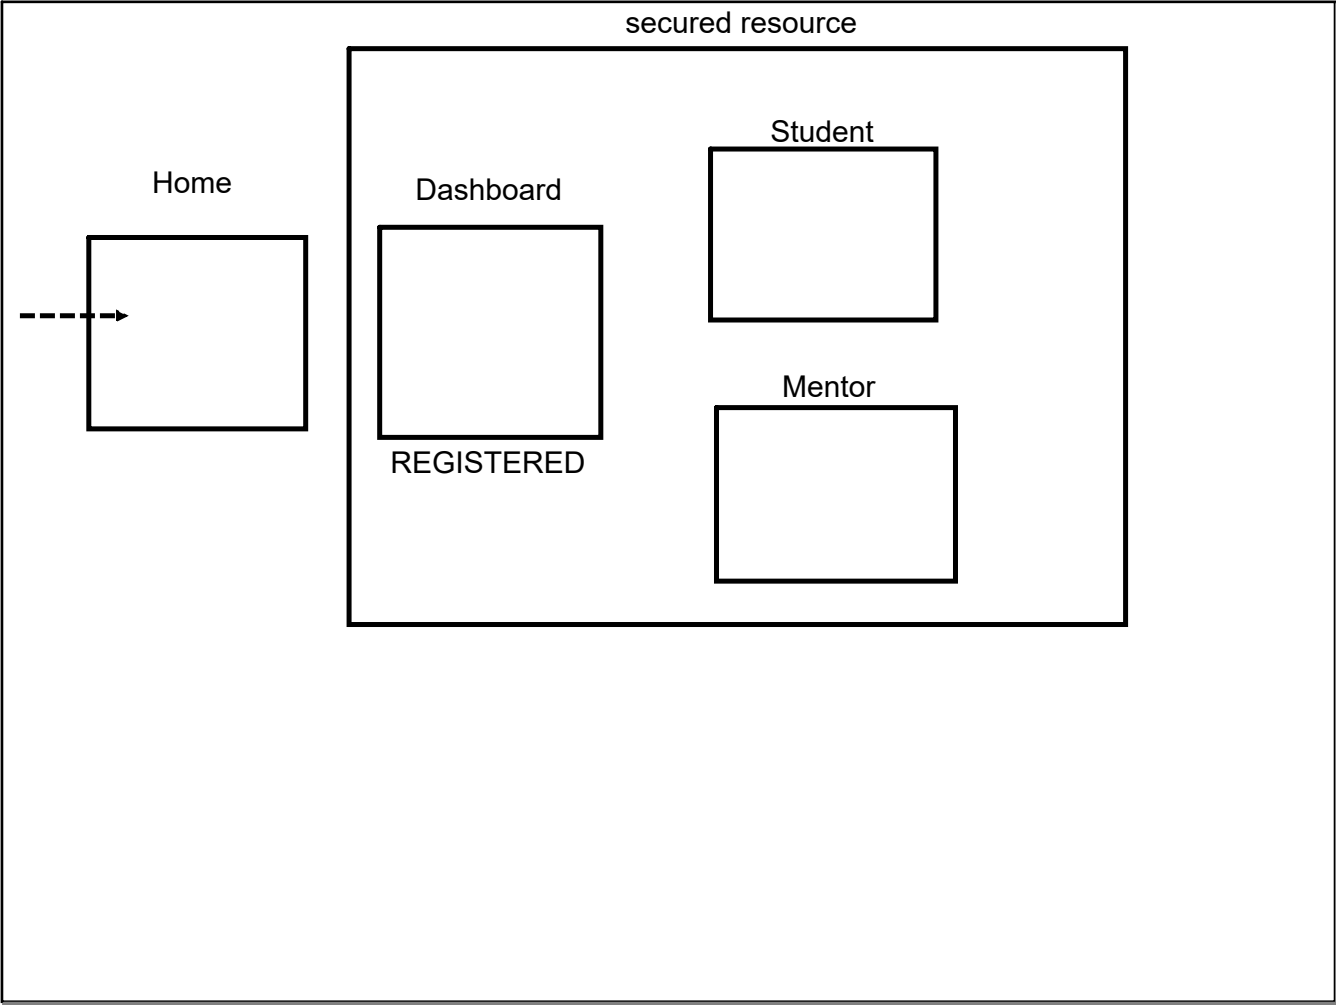 secured resource
Student
Home
Dashboard
Mentor
REGISTERED